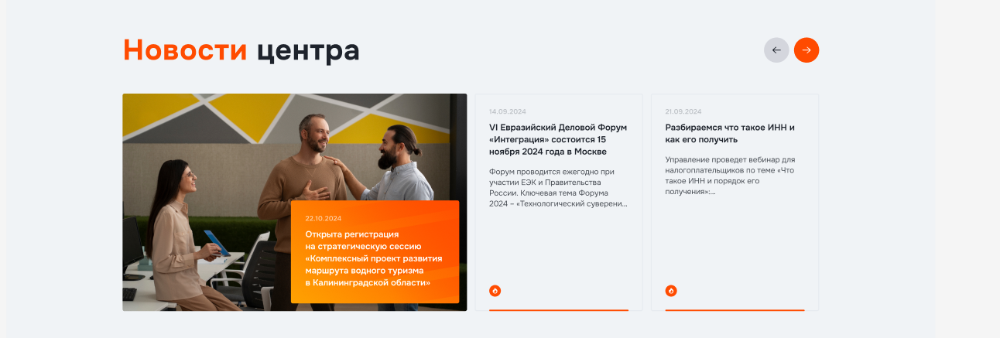 Новости центра
22.10.2024
Открыта регистрация
на стратегическую сессию
«Комплексный проект развития
маршрута водного туризма
в Калининградской области»
14.09.2024
VI Евразийский Деловой Форум
«Интеграция» состоится 15
ноября 2024 года в Москве
Форум проводится ежегодно при
участии ЕЭК и Правительства
России. Ключевая тема Форума
2024 – «Технологический суверени...
21.09.2024
Разбираемся что такое ИНН и
как его получить
Управление проведет вебинар для
налогоплательщиков по теме «Что
такое ИНН и порядок его
получения»:...